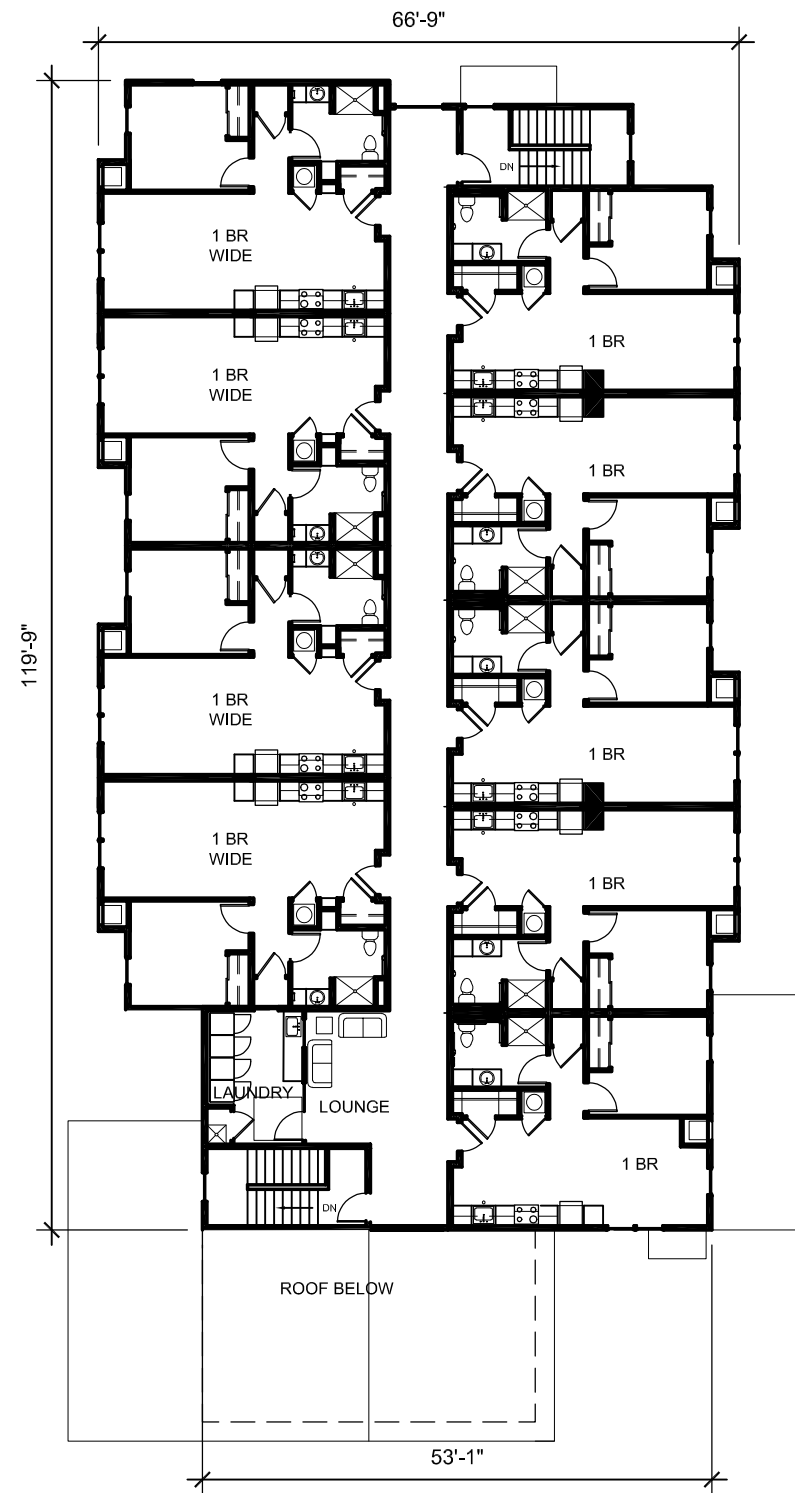 66'-9"
DN
1 BR
WIDE
1 BR
1 BR
WIDE
1 BR
119'-9"
1 BR
WIDE
1 BR
1 BR
WIDE
1 BR
LAUNDRY
LOUNGE
1 BR
DN
ROOF BELOW
53'-1"